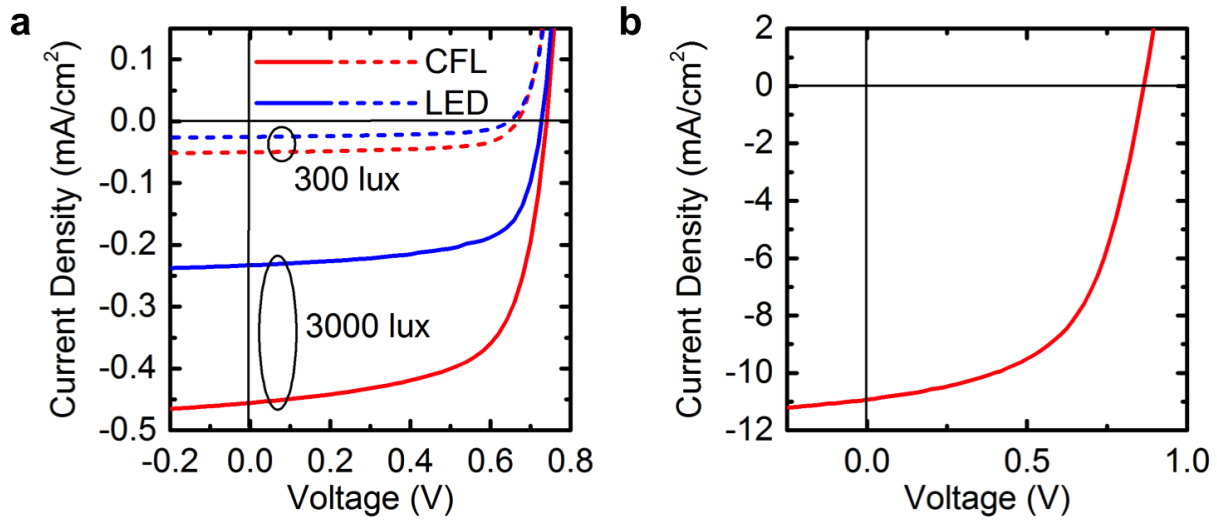 a
Current Density (mA/cm²)
0.1
0.0
-0.1
-0.2
-0.3
-0.4
-0.5
CFL
LED
300 lux
3000 lux
-0.2 0.0 0.2 0.4 0.6 0.8
Voltage (V)
b
Current Density (mA/cm²)
2
0
-2
-4
-6
-8
-10
-12
0.0 0.5 1.0
Voltage (V)